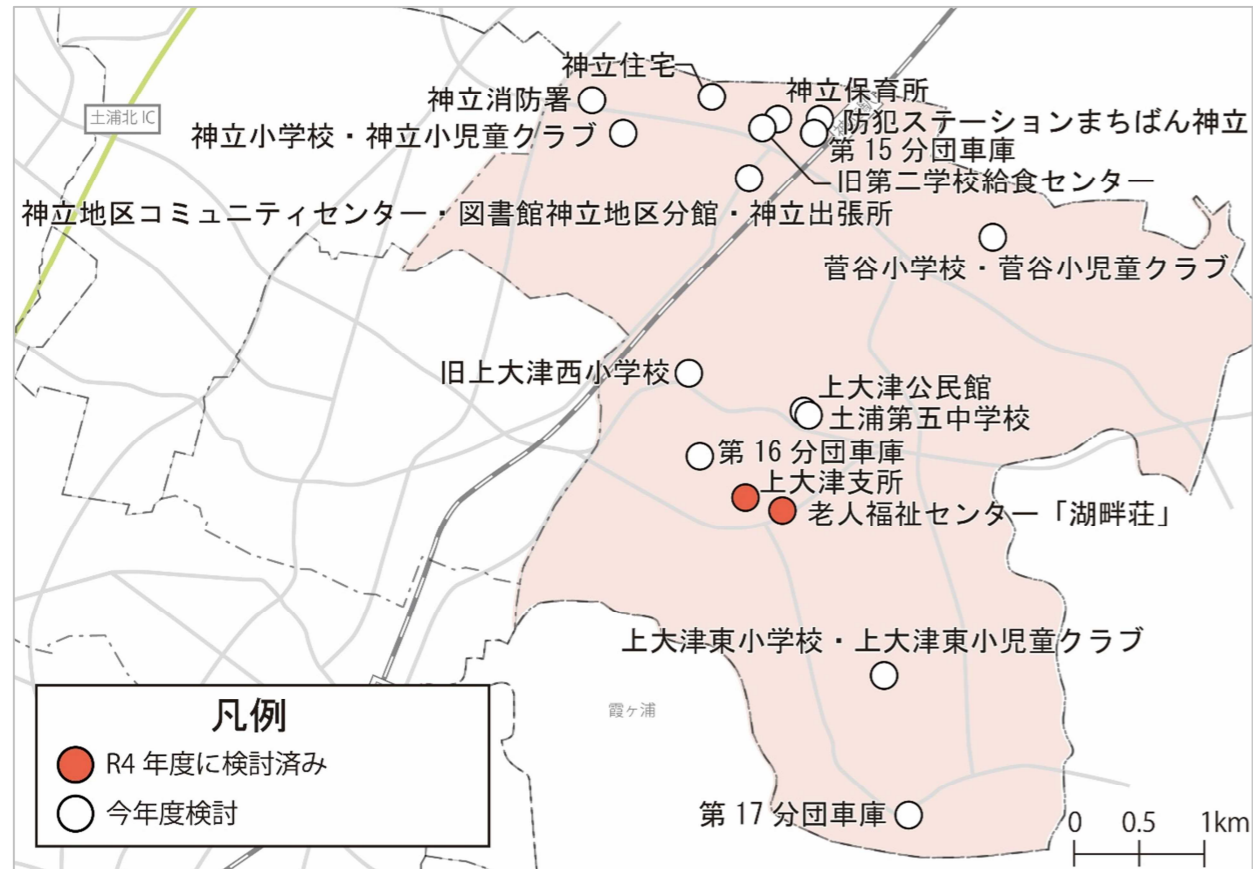 神立住宅
神立保育所
神立消防署
土浦北 IC
防犯ステーションまちばん神立
神立小学校・神立小児童クラブ
第 15 分団車庫
旧第二学校給食センター
神立地区コミュニティセンター・図書館神立地区分館・神立出張所
菅谷小学校・菅谷小児童クラブ
旧上大津西小学校
上大津公民館
土浦第五中学校
第 16 分団車庫
上大津支所
老人福祉センター「湖畔荘」
上大津東小学校・上大津東小児童クラブ
霞ヶ浦
凡例
R4 年度に検討済み
今年度検討
第 17 分団車庫
0 0.5 1km